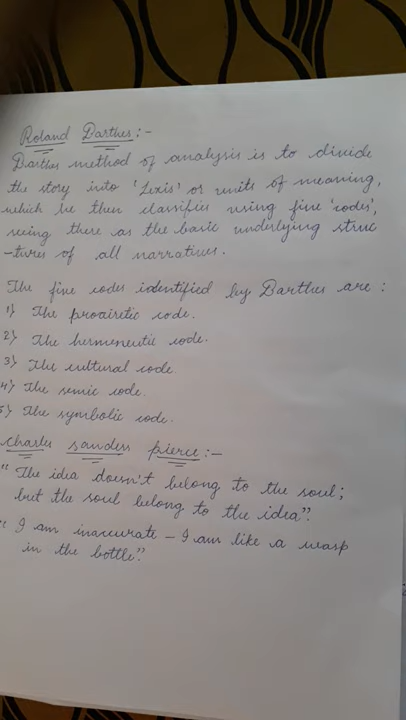 Roland Barthes:-
Barthes method of analysis is to divide
the story into 'Lexis' or units of meaning,
which he then classifies using five 'codes',
seeing there as the basic underlying struc
-tures of all narratives.
The five codes identified by Barthes are :
1) The proairetic code.
2) The hermeneutic code.
3) The cultural code.
4) The semic code.
5) The symbolic code.
Charles sanders pierce:-
"The idea doesn't belong to the soul;
but the soul belong to the idea".
"I am inaccurate – I am like a wasp
in the bottle".